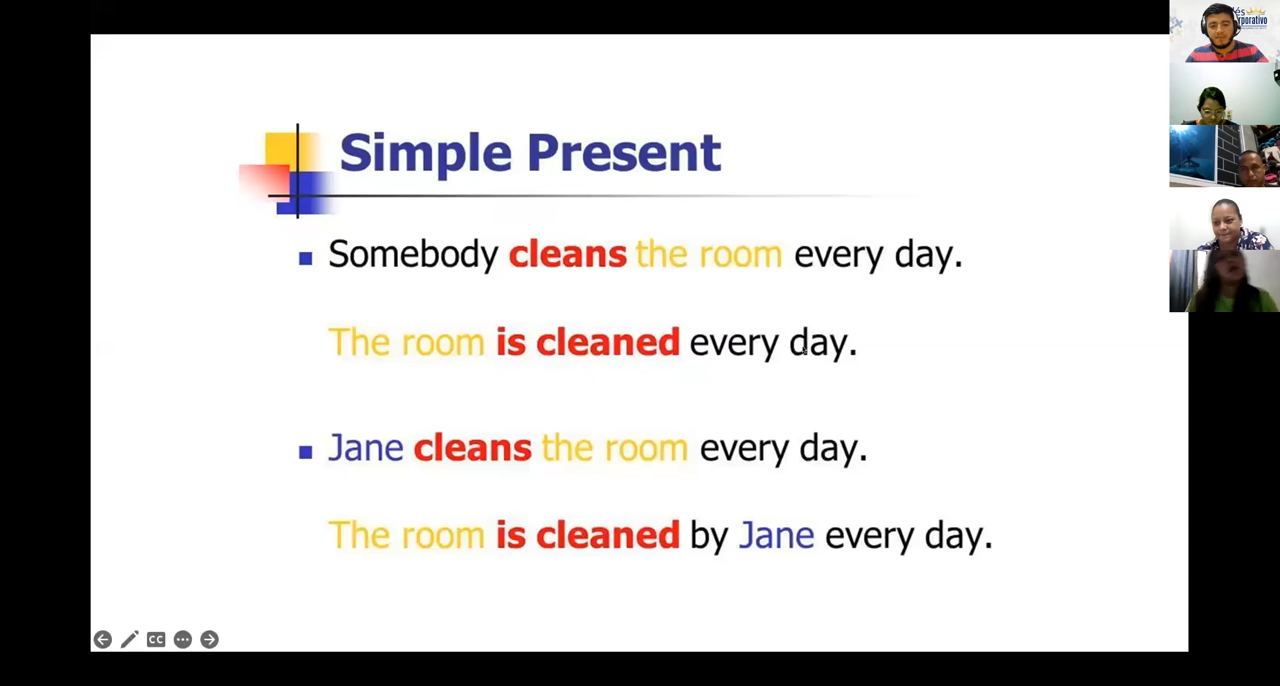 Simple Present
Somebody cleans the room every day.
The room is cleaned every day.
Jane cleans the room every day.
The room is cleaned by Jane every day.
CC